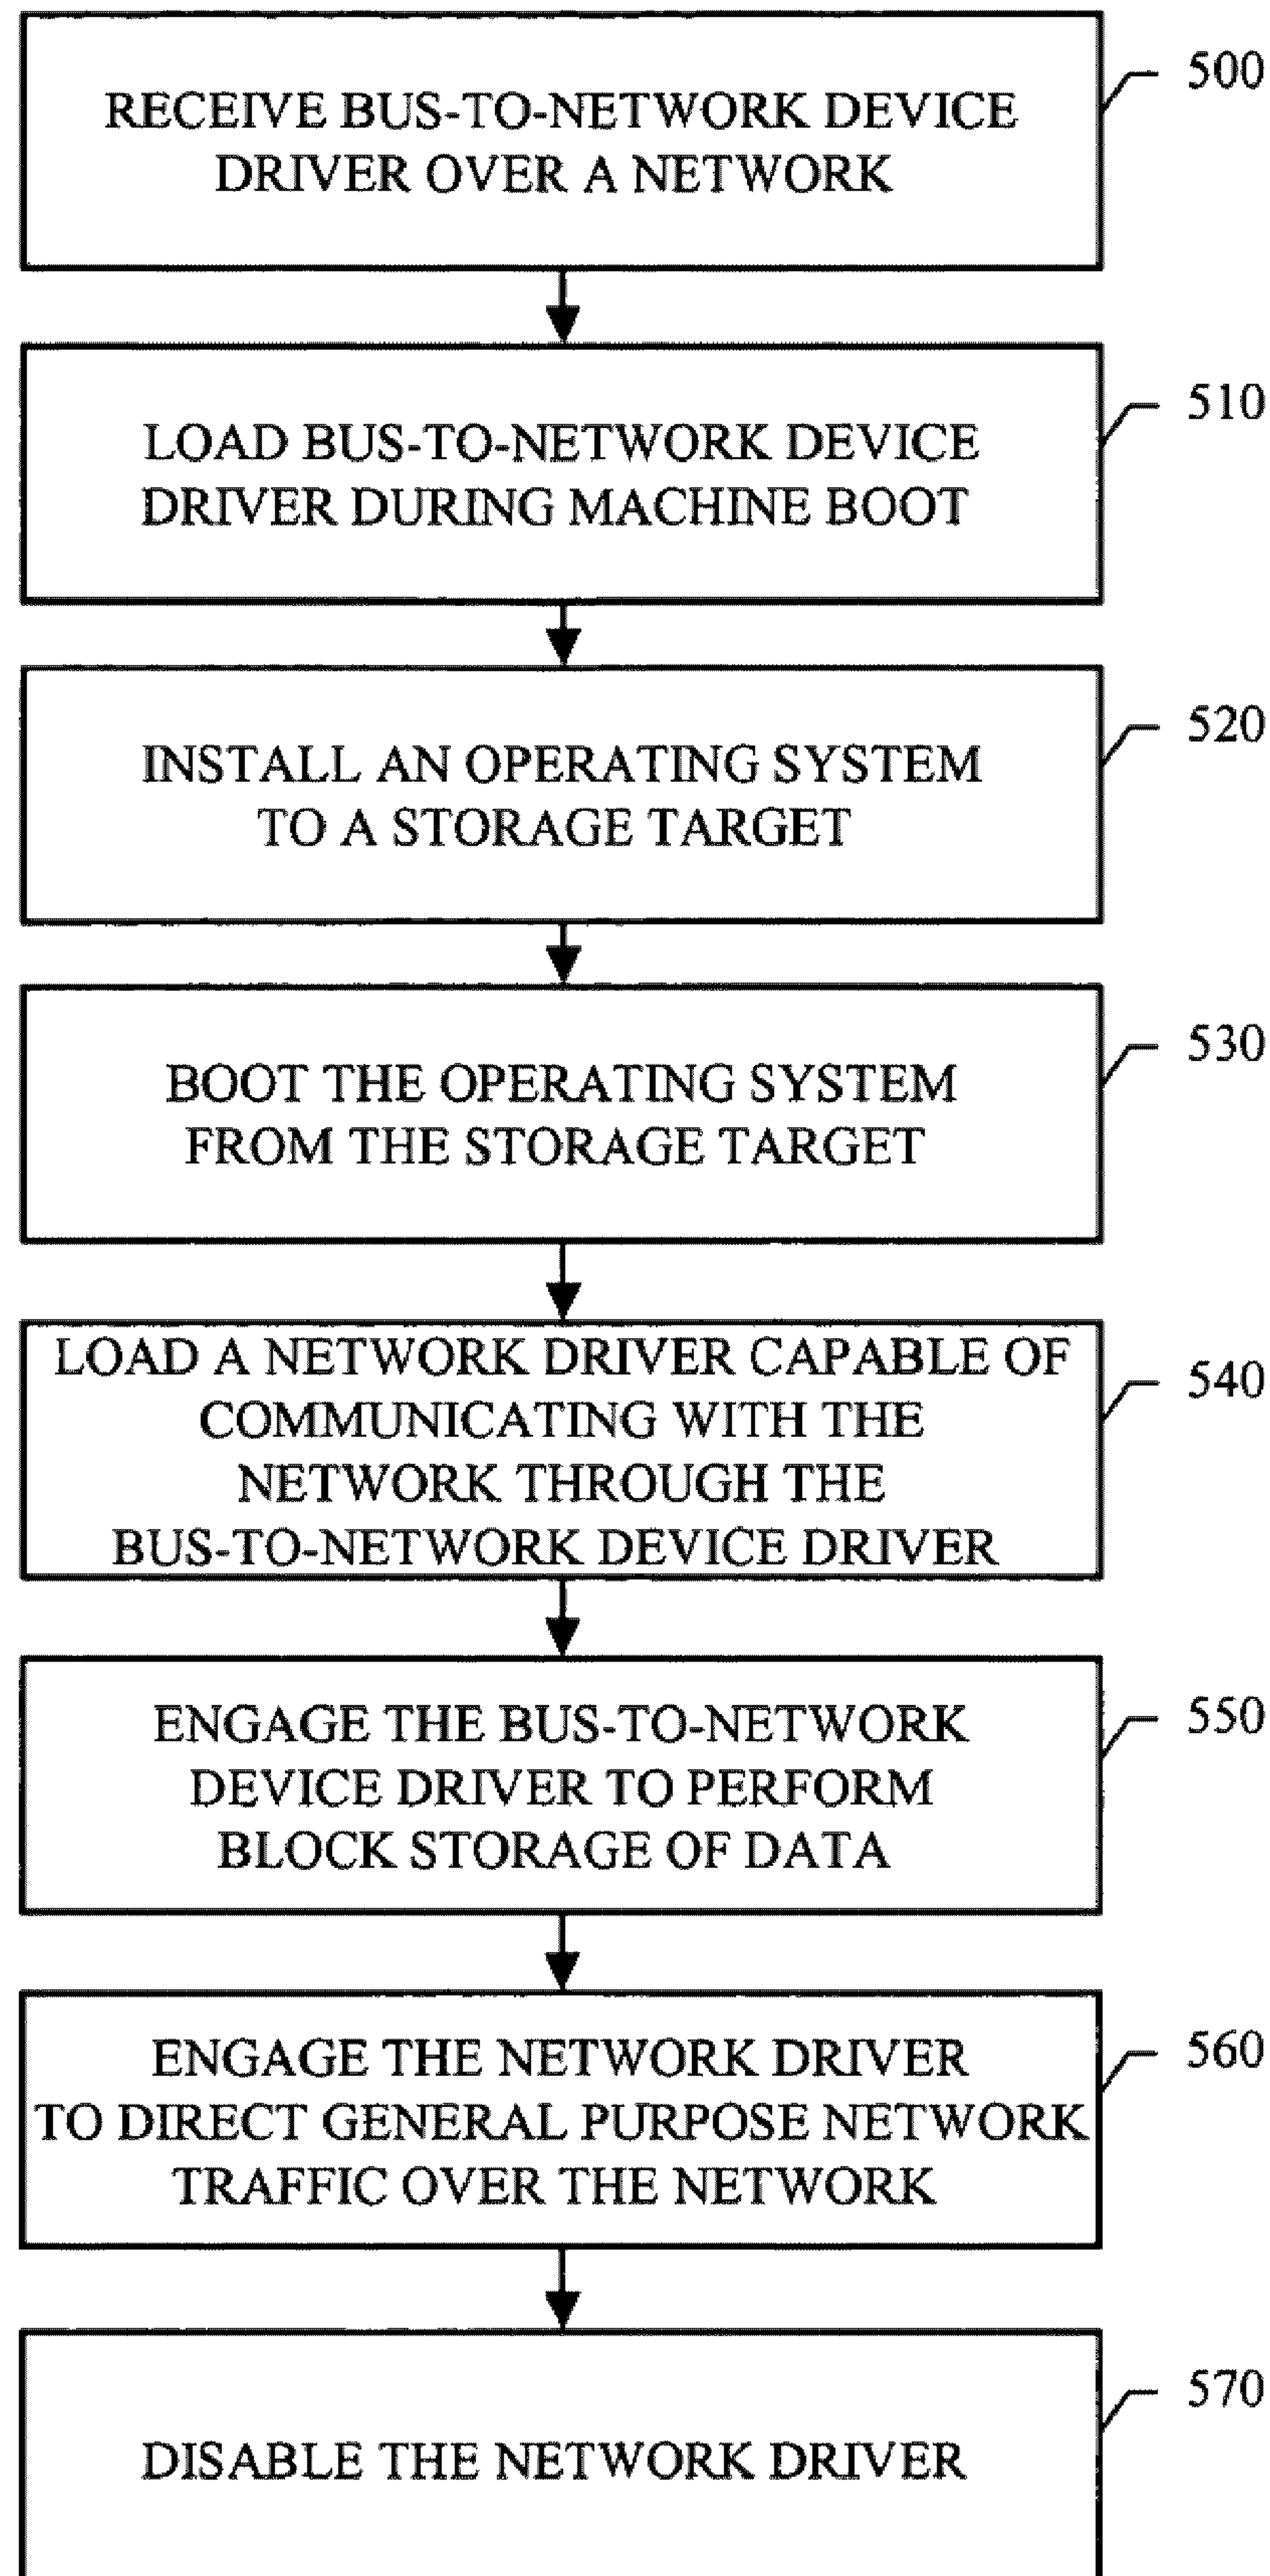 RECEIVE BUS-TO-NETWORK DEVICE
DRIVER OVER A NETWORK
500
LOAD BUS-TO-NETWORK DEVICE
DRIVER DURING MACHINE BOOT
510
INSTALL AN OPERATING SYSTEM
TO A STORAGE TARGET
520
BOOT THE OPERATING SYSTEM
FROM THE STORAGE TARGET
530
LOAD A NETWORK DRIVER CAPABLE OF
COMMUNICATING WITH THE
NETWORK THROUGH THE
BUS-TO-NETWORK DEVICE DRIVER
540
ENGAGE THE BUS-TO-NETWORK
DEVICE DRIVER TO PERFORM
BLOCK STORAGE OF DATA
550
ENGAGE THE NETWORK DRIVER
TO DIRECT GENERAL PURPOSE NETWORK
TRAFFIC OVER THE NETWORK
560
DISABLE THE NETWORK DRIVER
570